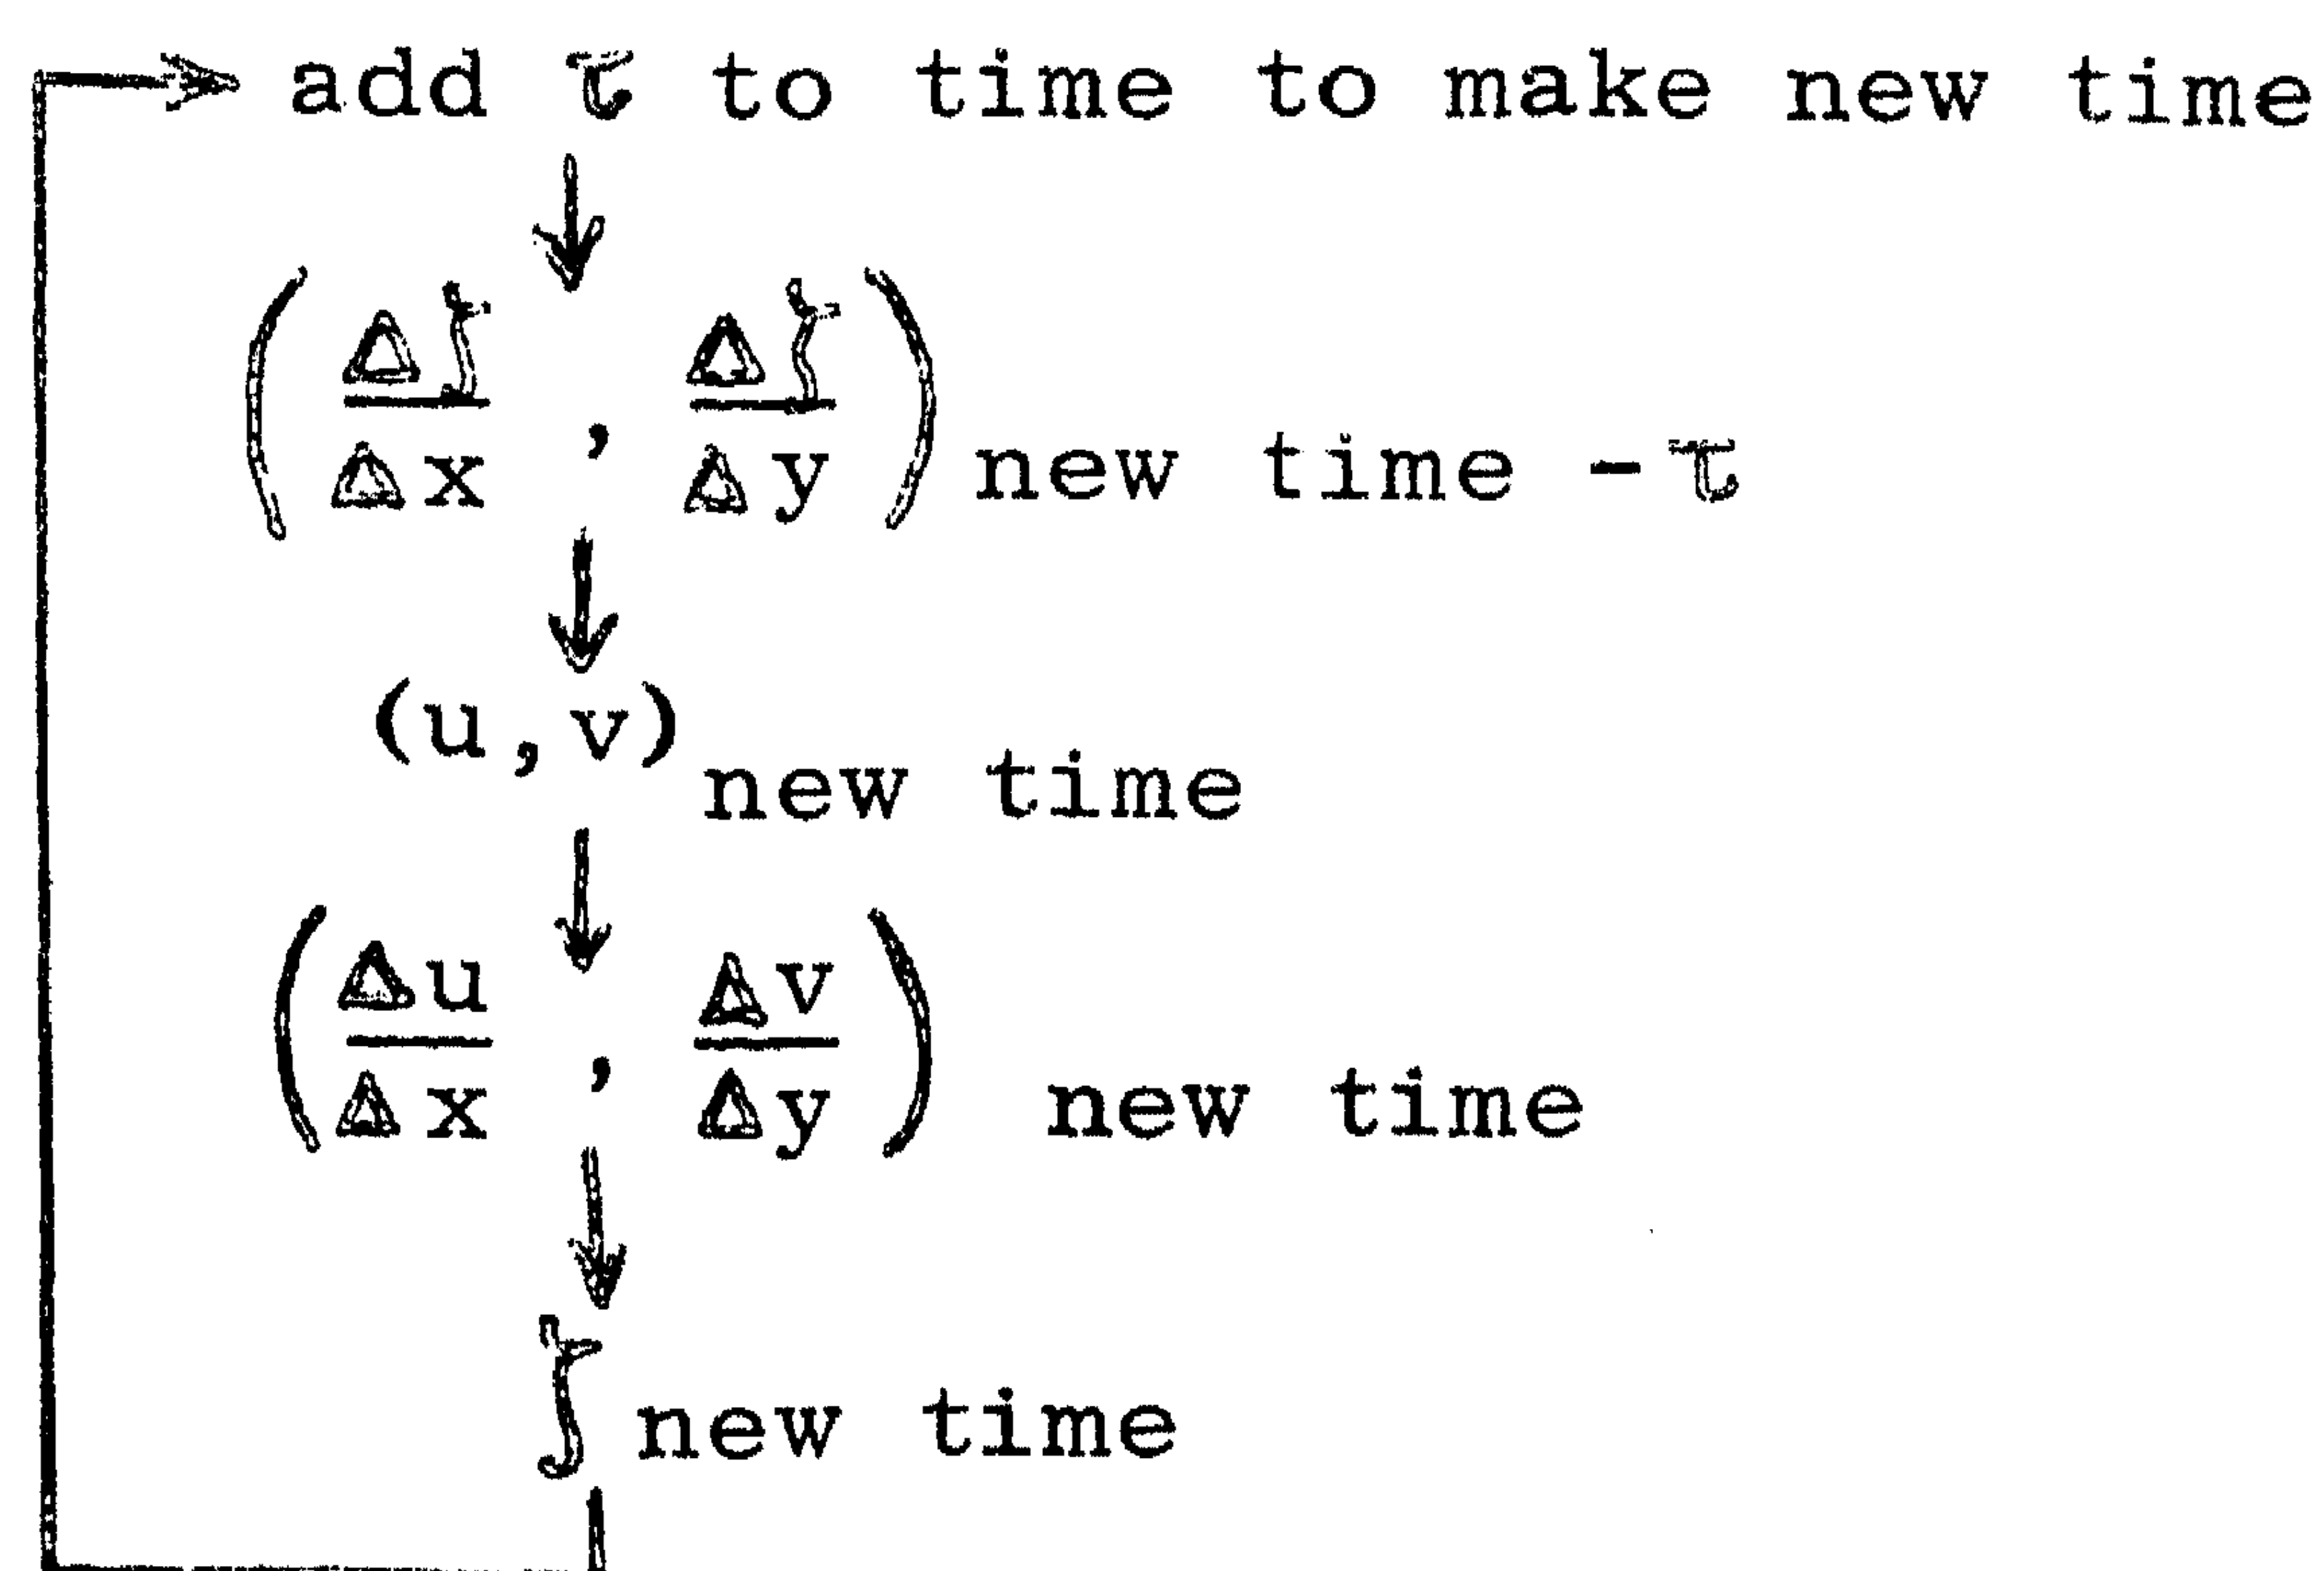 add τ to time to make new time
(Δζ/Δx , Δζ/Δy) new time - τ
(u,v) new time
(Δu/Δx , Δv/Δy) new time
ζ new time